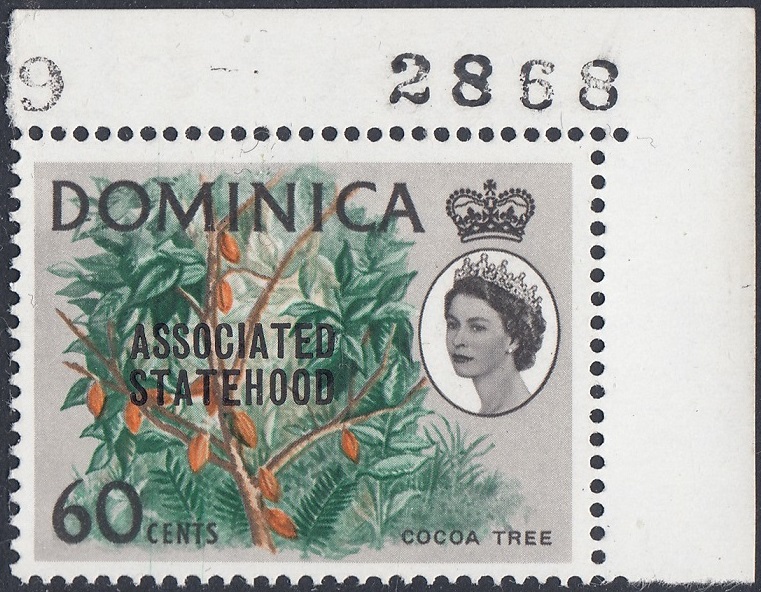 9 2868
DOMINICA
ASSOCIATED
STATEHOOD
60 CENTS
COCOA TREE